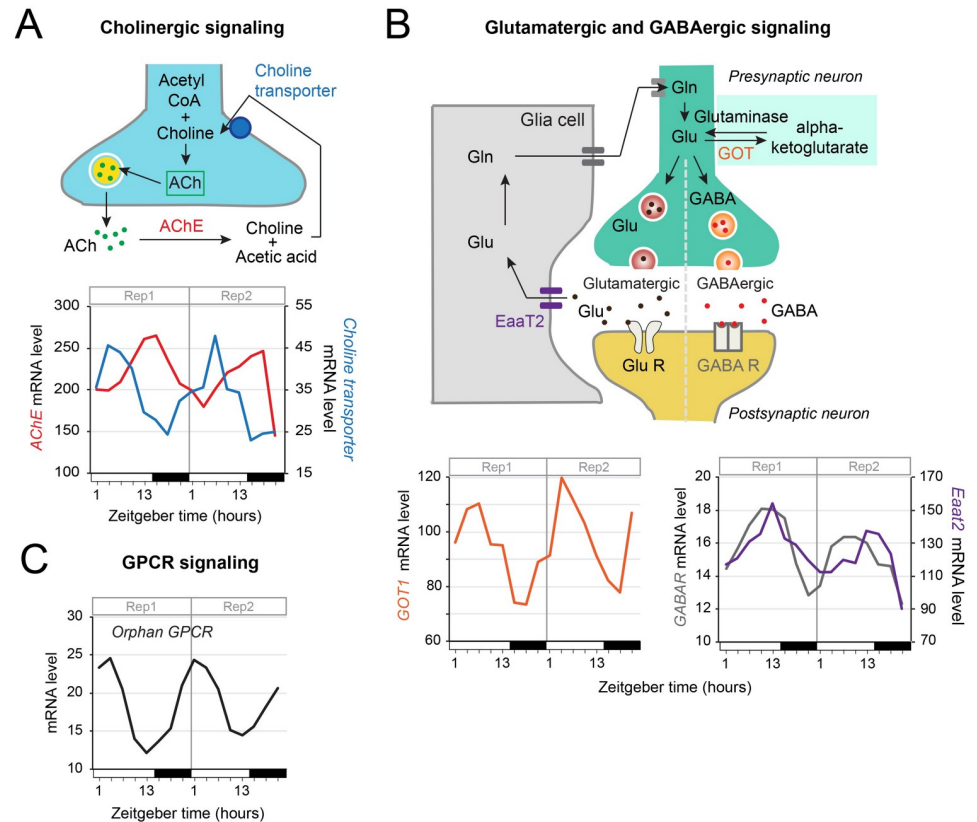 A
Cholinergic signaling
Acetyl
CoA
+
Choline
Choline
transporter
ACh
ACh
AChE
Choline
+
Acetic acid
Rep1
Rep2
300
250
200
150
100
55
45
35
25
15
AChE mRNA level
Choline transporter
mRNA level
1
13
1
13
Zeitgeber time (hours)
B
Glutamatergic and GABAergic signaling
Presynaptic neuron
Glia cell
Gln
Gln
Glutaminase
Glu
GOT
alpha-
ketoglutarate
Glu
GABA
Glu
EaaT2
Glutamatergic
GABAergic
Glu
GABA
Glu R
GABA R
Postsynaptic neuron
Rep1
Rep2
120
100
80
60
GOT1 mRNA level
1
13
1
13
Rep1
Rep2
20
18
16
14
12
10
170
150
130
110
90
70
GABAR mRNA level
Eaat2 mRNA level
1
13
1
13
Zeitgeber time (hours)
C
GPCR signaling
Rep1
Rep2
Orphan GPCR
30
25
20
15
10
mRNA level
1
13
1
13
Zeitgeber time (hours)